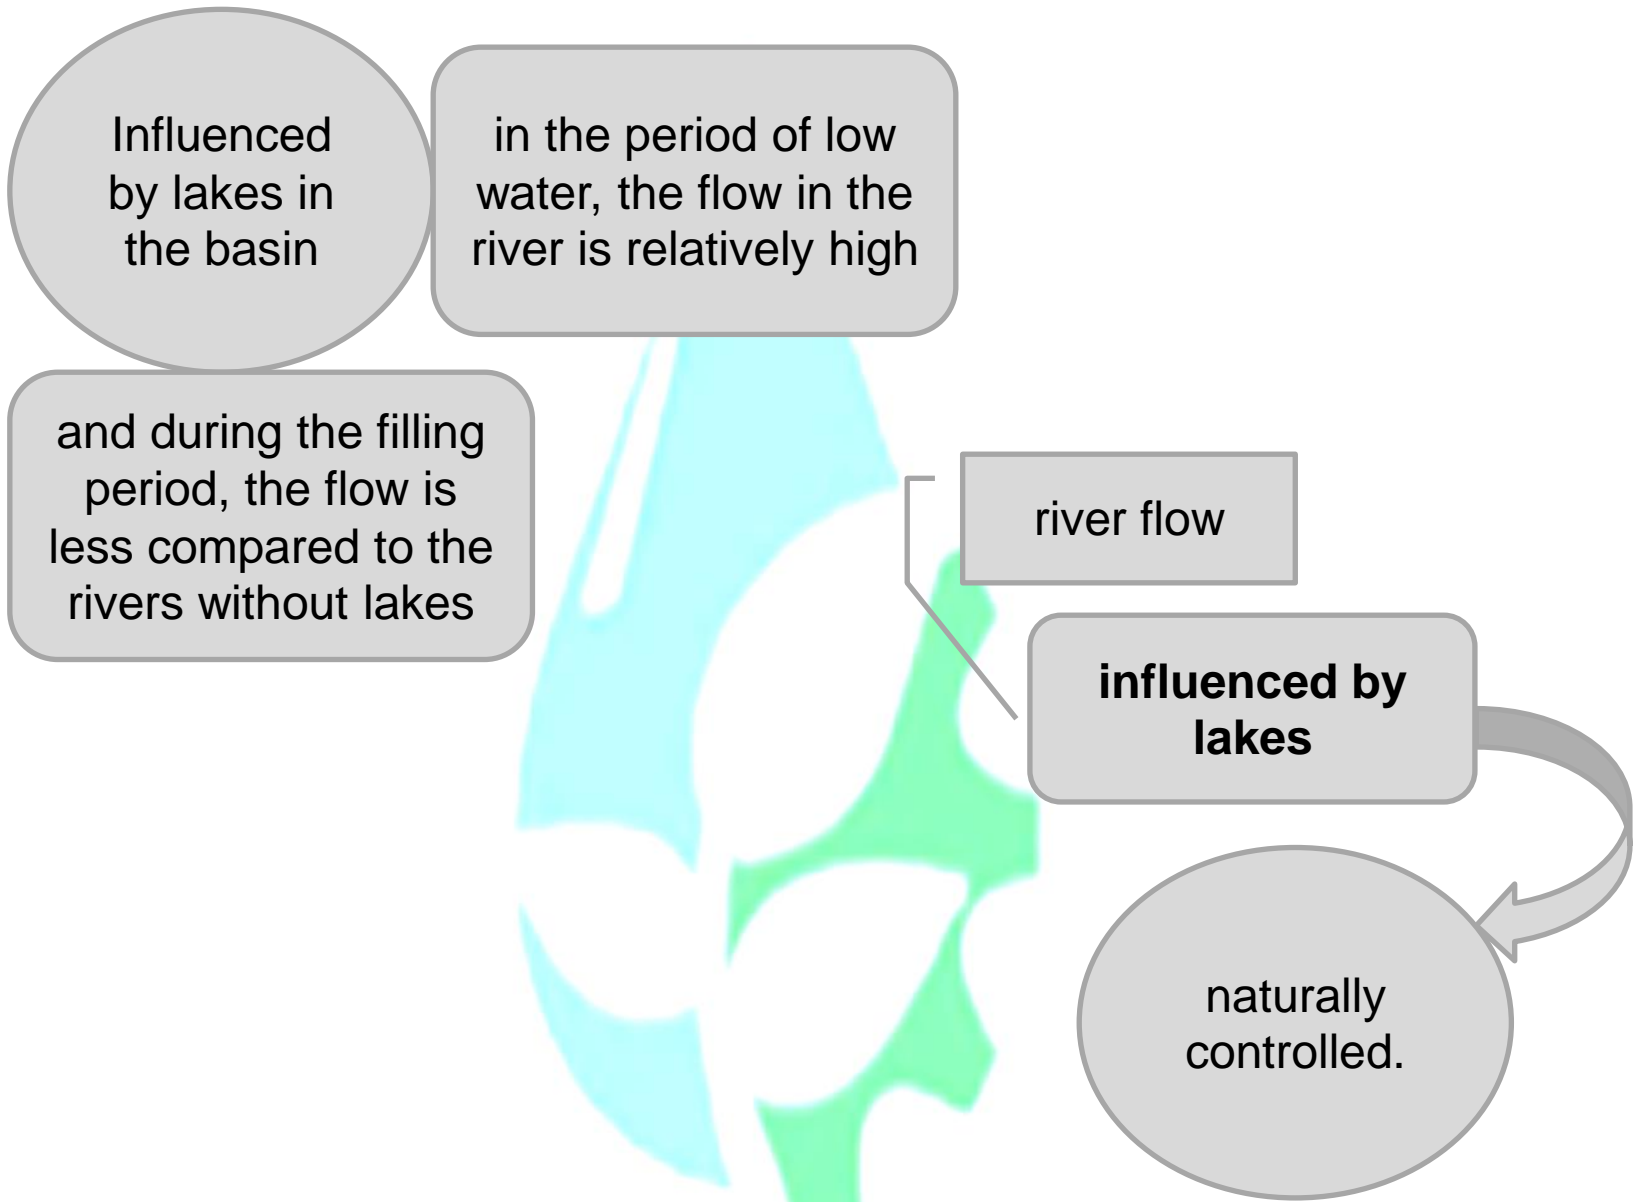 Influenced
by lakes in
the basin
in the period of low
water, the flow in the
river is relatively high
and during the filling
period, the flow is
less compared to the
rivers without lakes
river flow
influenced by
lakes
naturally
controlled.